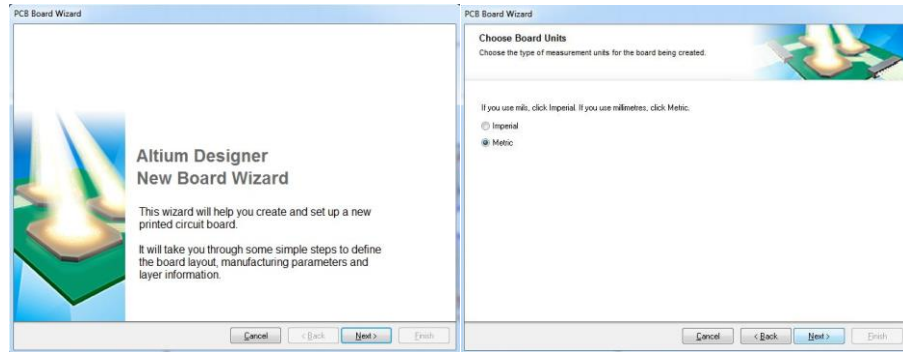 PCB Board Wizard
Altium Designer
New Board Wizard
This wizard will help you create and set up a new
printed circuit board.
It will take you through some simple steps to define
the board layout, manufacturing parameters and
layer information.
Cancel
< Back
Next >
Finish
PCB Board Wizard
Choose Board Units
Choose the type of measurement units for the board being created.
If you use mils, click Imperial. If you use millimetres, click Metric.
Imperial
Metric
Cancel
< Back
Next >
Finish